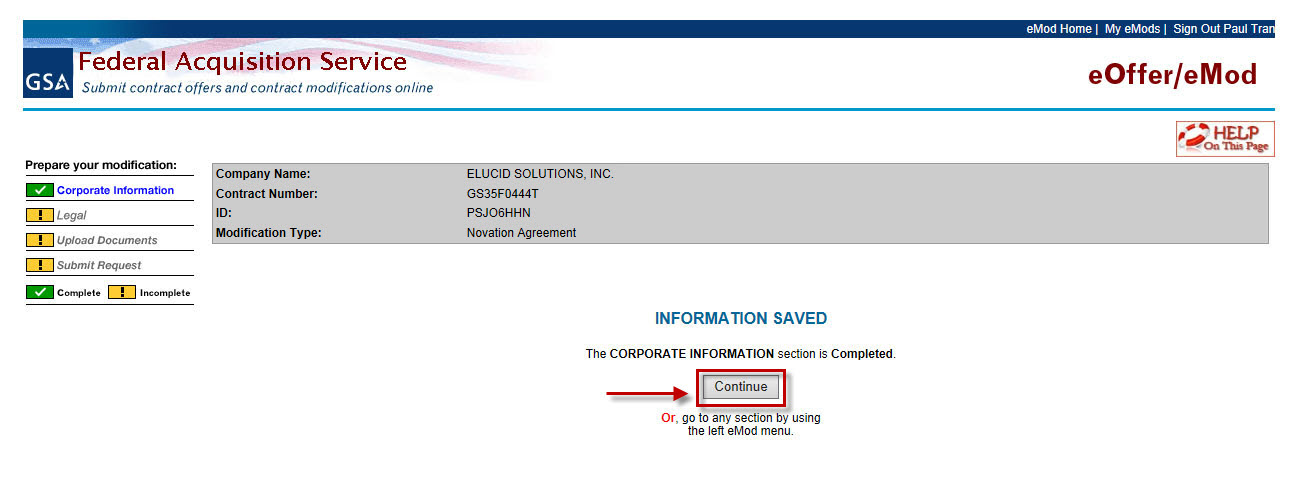 eMod Home | My eMods | Sign Out Paul Tran
GSA
Federal Acquisition Service
Submit contract offers and contract modifications online
eOffer/eMod
HELP
On This Page
Prepare your modification:
Corporate Information
Legal
Upload Documents
Submit Request
Complete Incomplete
Company Name: ELUCID SOLUTIONS, INC.
Contract Number: GS35F0444T
ID: PSJO6HHN
Modification Type: Novation Agreement
INFORMATION SAVED
The CORPORATE INFORMATION section is Completed.
Continue
Or, go to any section by using
the left eMod menu.